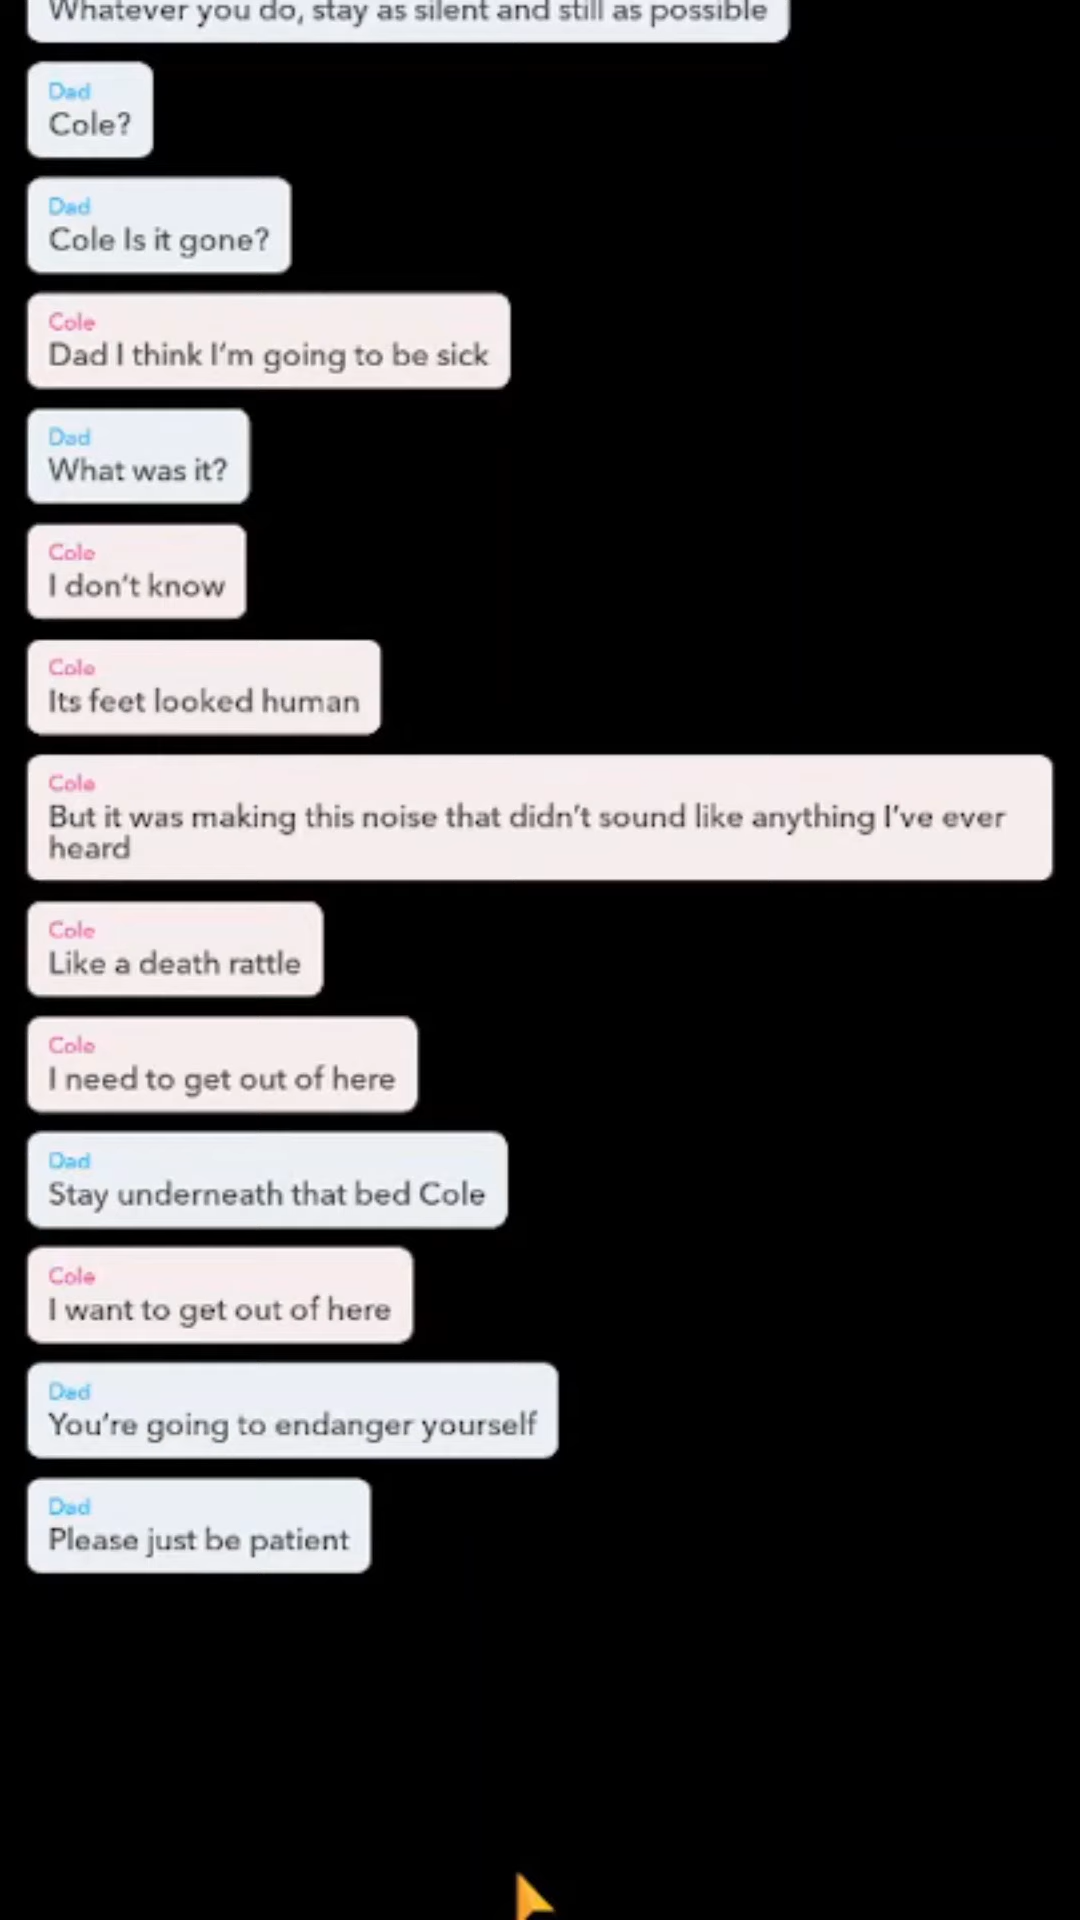 Whatever you do, stay as silent and still as possible
Dad
Cole?
Dad
Cole Is it gone?
Cole
Dad I think I'm going to be sick
Dad
What was it?
Cole
I don't know
Cole
Its feet looked human
Cole
But it was making this noise that didn't sound like anything I've ever
heard
Cole
Like a death rattle
Cole
I need to get out of here
Dad
Stay underneath that bed Cole
Cole
I want to get out of here
Dad
You're going to endanger yourself
Dad
Please just be patient